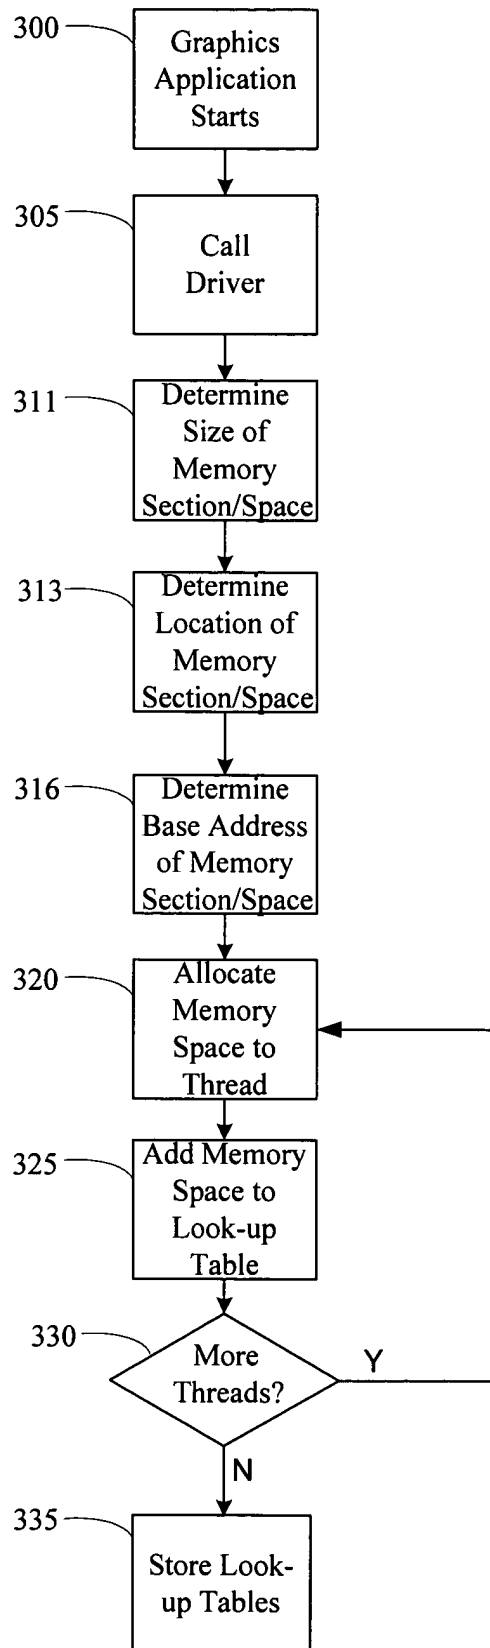 300
Graphics
Application
Starts
305
Call
Driver
311
Determine
Size of
Memory
Section/Space
313
Determine
Location of
Memory
Section/Space
316
Determine
Base Address
of Memory
Section/Space
320
Allocate
Memory
Space to
Thread
325
Add Memory
Space to
Look-up
Table
330
More
Threads?
Y
N
335
Store Look-
up Tables